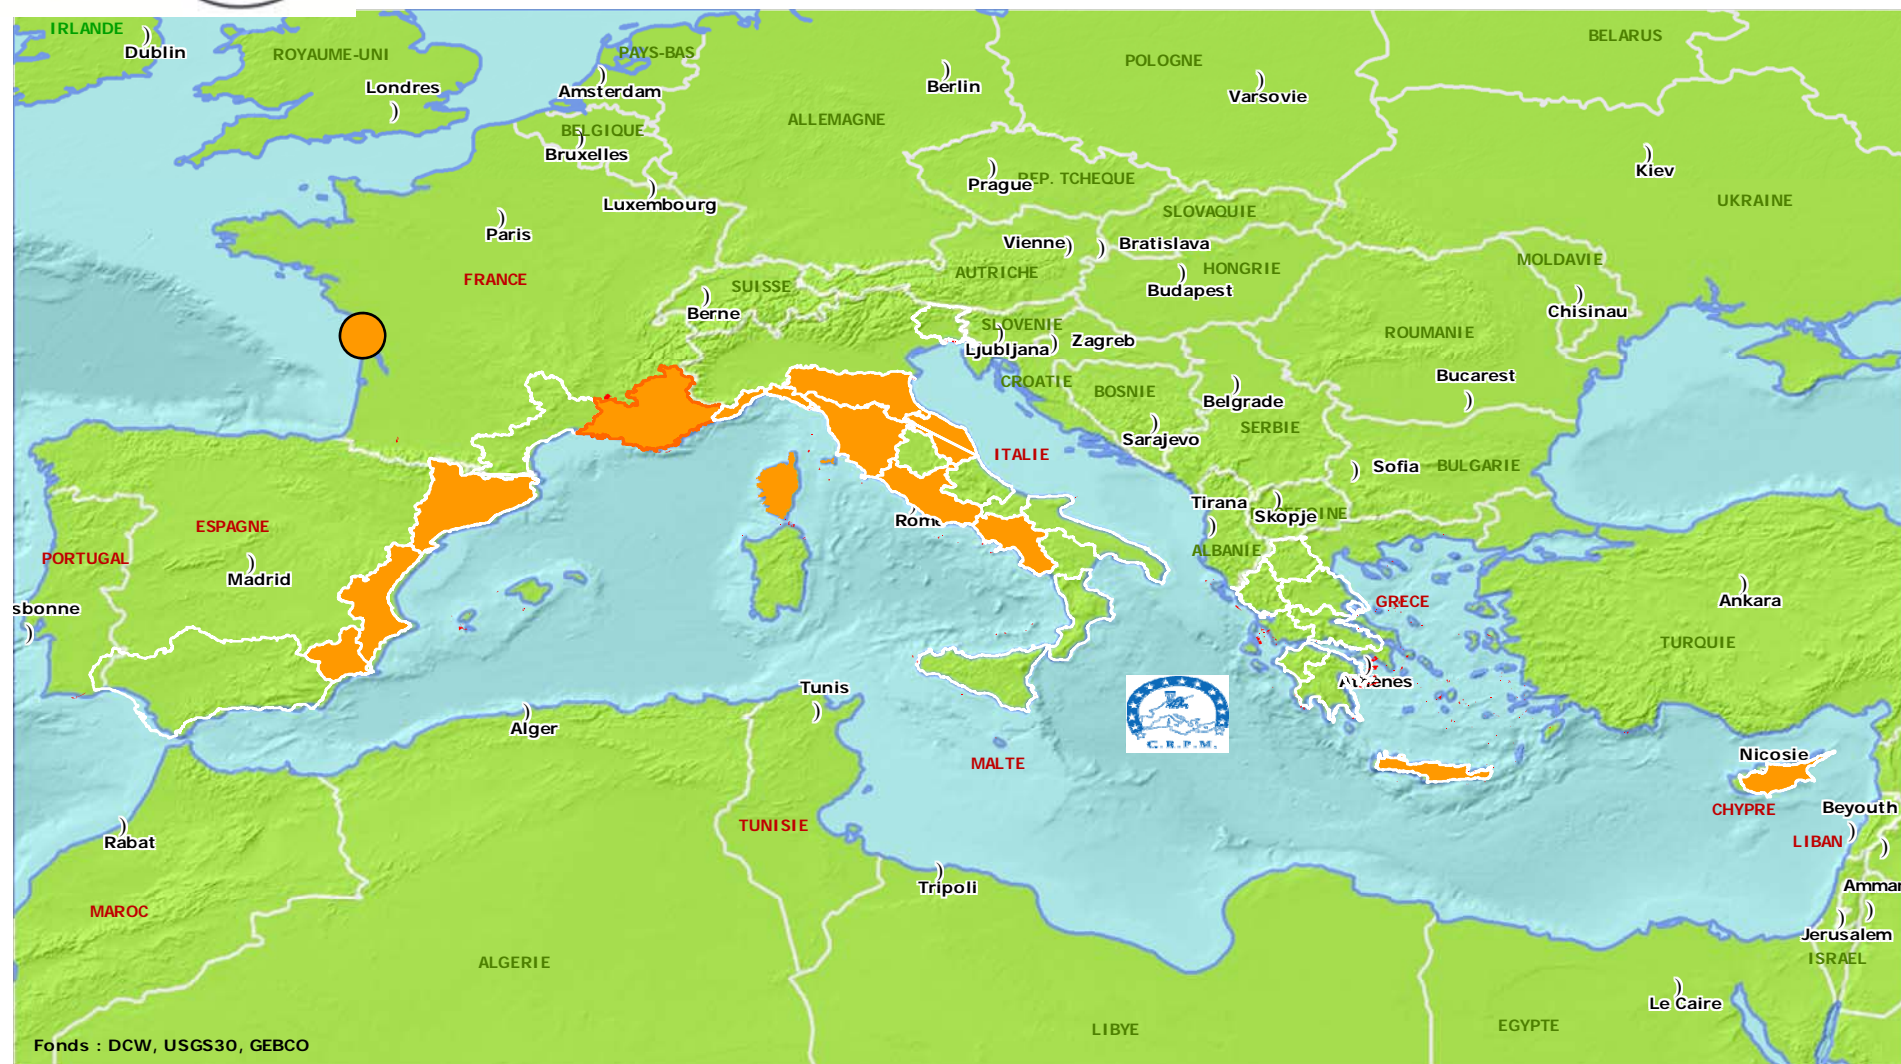 IRLANDE
Dublin
ROYAUME-UNI
Londres
PAYS-BAS
Amsterdam
BELGIQUE
Bruxelles
Luxembourg
Berlin
ALLEMAGNE
POLOGNE
Varsovie
BELARUS
Kiev
UKRAINE
Prague
REP. TCHEQUE
SLOVAQUIE
Paris
FRANCE
Vienne
Bratislava
AUTRICHE
HONGRIE
Budapest
MOLDAVIE
Chisinau
SUISSE
Berne
SLOVENIE
Ljubljana
Zagreb
ROUMANIE
CROATIE
BOSNIE
Belgrade
Bucarest
Sarajevo
SERBIE
ITALIE
Sofia
BULGARIE
Tirana
Skopje
ALBANIE
Rome
ESPAGNE
PORTUGAL
Madrid
sbonne
GRECE
Ankara
TURQUIE
Athenes
Tunis
Alger
C.R.P.M.
MALTE
Nicosie
CHYPRE
Beyouth
LIBAN
TUNISIE
Rabat
MAROC
Tripoli
Amman
Jerusalem
ISRAEL
ALGERIE
Le Caire
LIBYE
EGYPTE
Fonds : DCW, USGS30, GEBCO